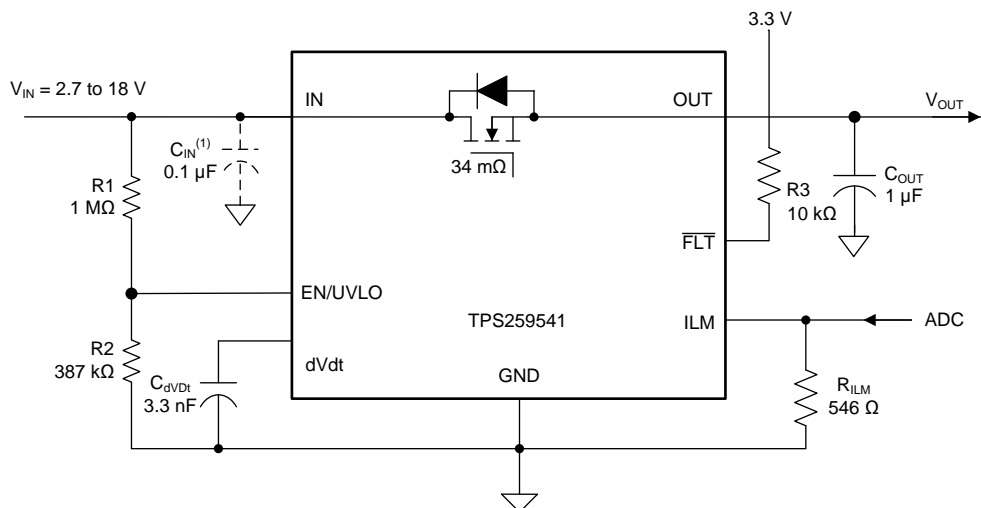 3.3 V
V_IN = 2.7 to 18 V
IN
OUT
V_OUT
C_IN^(1)
0.1 µF
34 mΩ
R1
1 MΩ
R3
10 kΩ
C_OUT
1 µF
FLT
EN/UVLO
TPS259541
ILM
ADC
R2
387 kΩ
dVdt
C_dVDt
3.3 nF
GND
R_ILM
546 Ω